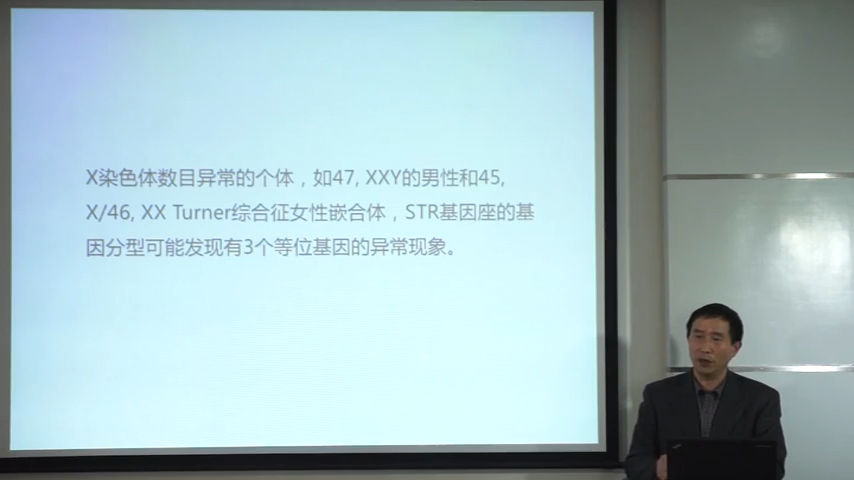 X染色体数目异常的个体，如47, XXY的男性和45,
X/46, XX Turner综合征女性嵌合体，STR基因座的基
因分型可能发现有3个等位基因的异常现象。